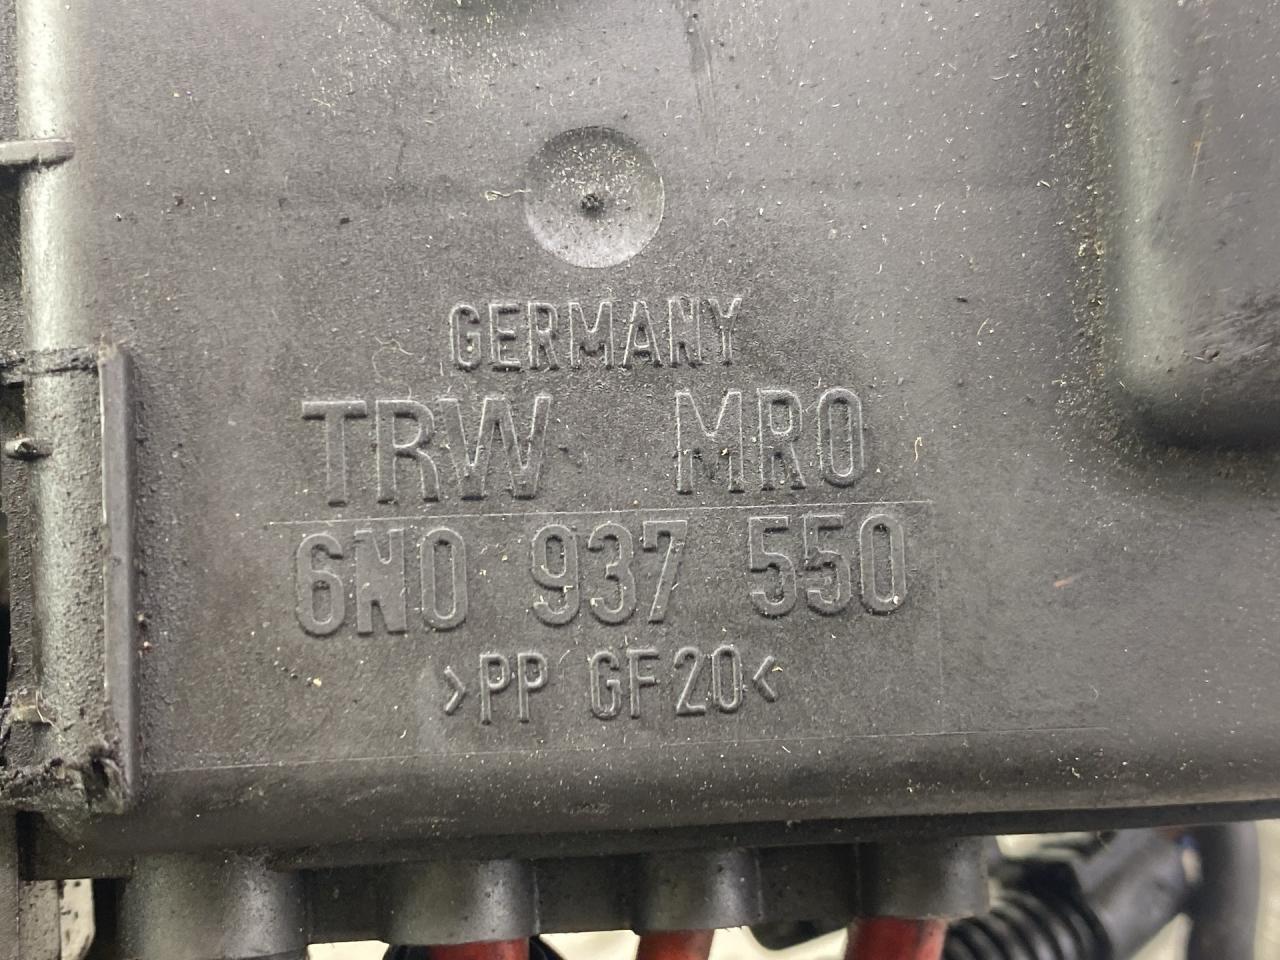 GERMANY
TRW MRO
6N0 937 550
>PP GF20<